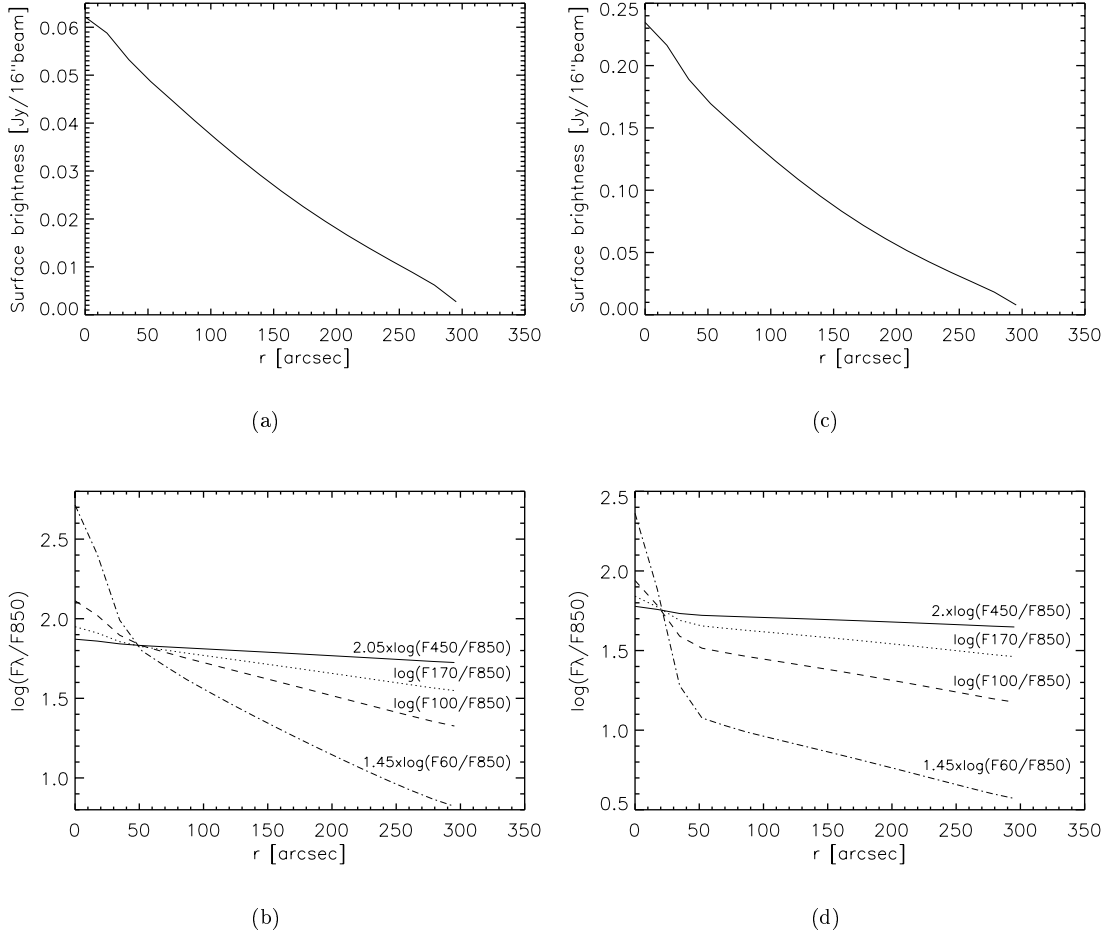 Surface brightness [Jy/16"beam]
0.06
0.05
0.04
0.03
0.02
0.01
0.00
0 50 100 150 200 250 300 350
r [arcsec]
(a)
Surface brightness [Jy/16"beam]
0.25
0.20
0.15
0.10
0.05
0.00
0 50 100 150 200 250 300 350
r [arcsec]
(c)
log(Fλ/F850)
2.5
2.0
1.5
1.0
2.05xlog(F450/F850)
log(F170/F850)
log(F100/F850)
1.45xlog(F60/F850)
0 50 100 150 200 250 300 350
r [arcsec]
(b)
log(Fλ/F850)
2.5
2.0
1.5
1.0
0.5
2.xlog(F450/F850)
log(F170/F850)
log(F100/F850)
1.45xlog(F60/F850)
0 50 100 150 200 250 300 350
r [arcsec]
(d)